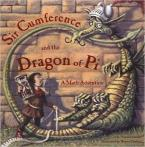 Sir Cumference
and the
Dragon of Pi
A Math Adventure